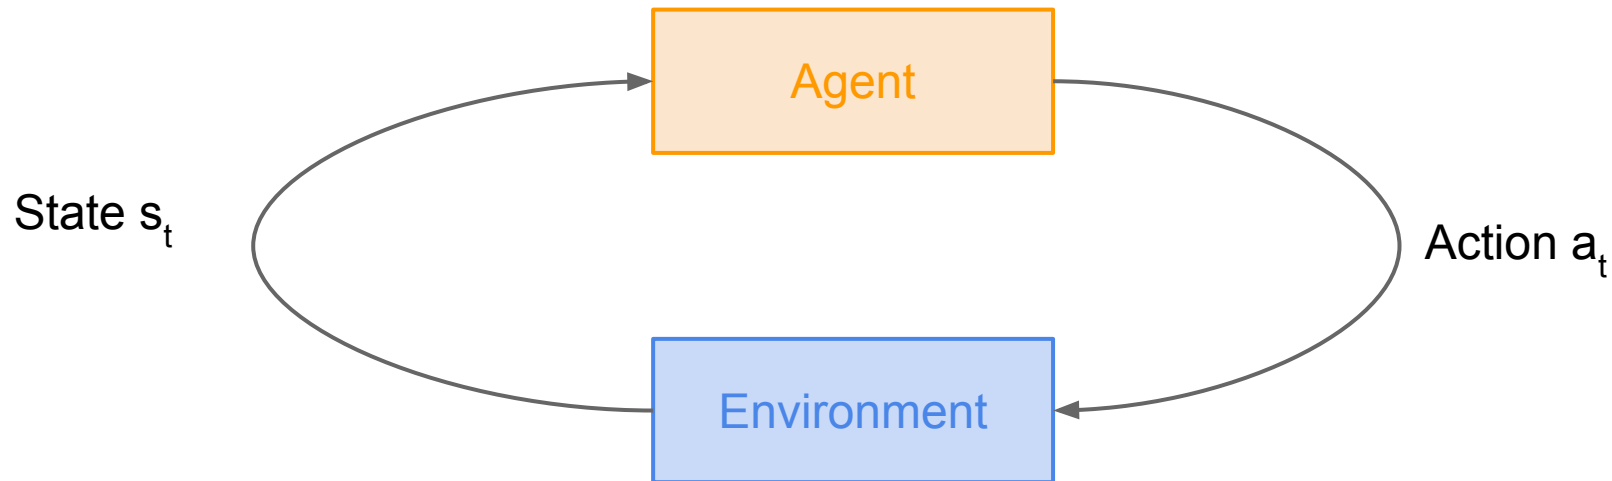 Agent
State s_t
Action a_t
Environment